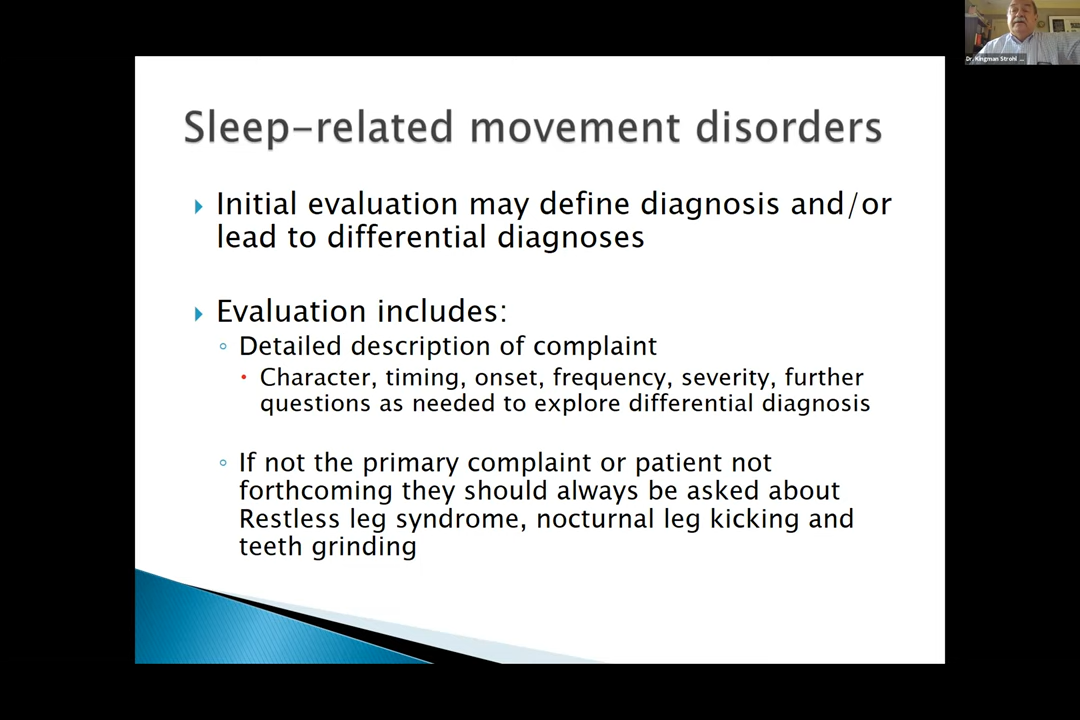 Dr. Kingman Strohl ...
Sleep-related movement disorders
Initial evaluation may define diagnosis and/or
lead to differential diagnoses
Evaluation includes:
Detailed description of complaint
Character, timing, onset, frequency, severity, further
questions as needed to explore differential diagnosis
If not the primary complaint or patient not
forthcoming they should always be asked about
Restless leg syndrome, nocturnal leg kicking and
teeth grinding